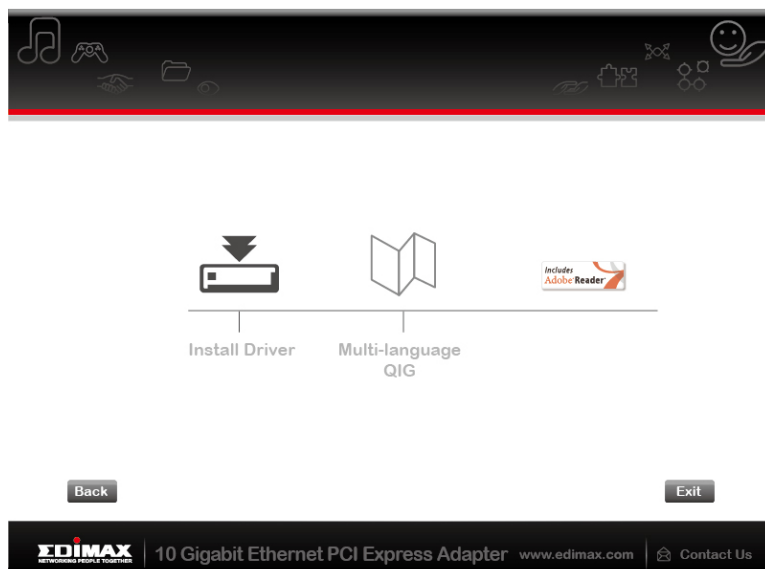 Includes
Adobe Reader
Install Driver
Multi-language
QIG
Back
Exit
EDIMAX
NETWORKING PEOPLE TOGETHER
10 Gigabit Ethernet PCI Express Adapter
www.edimax.com
Contact Us